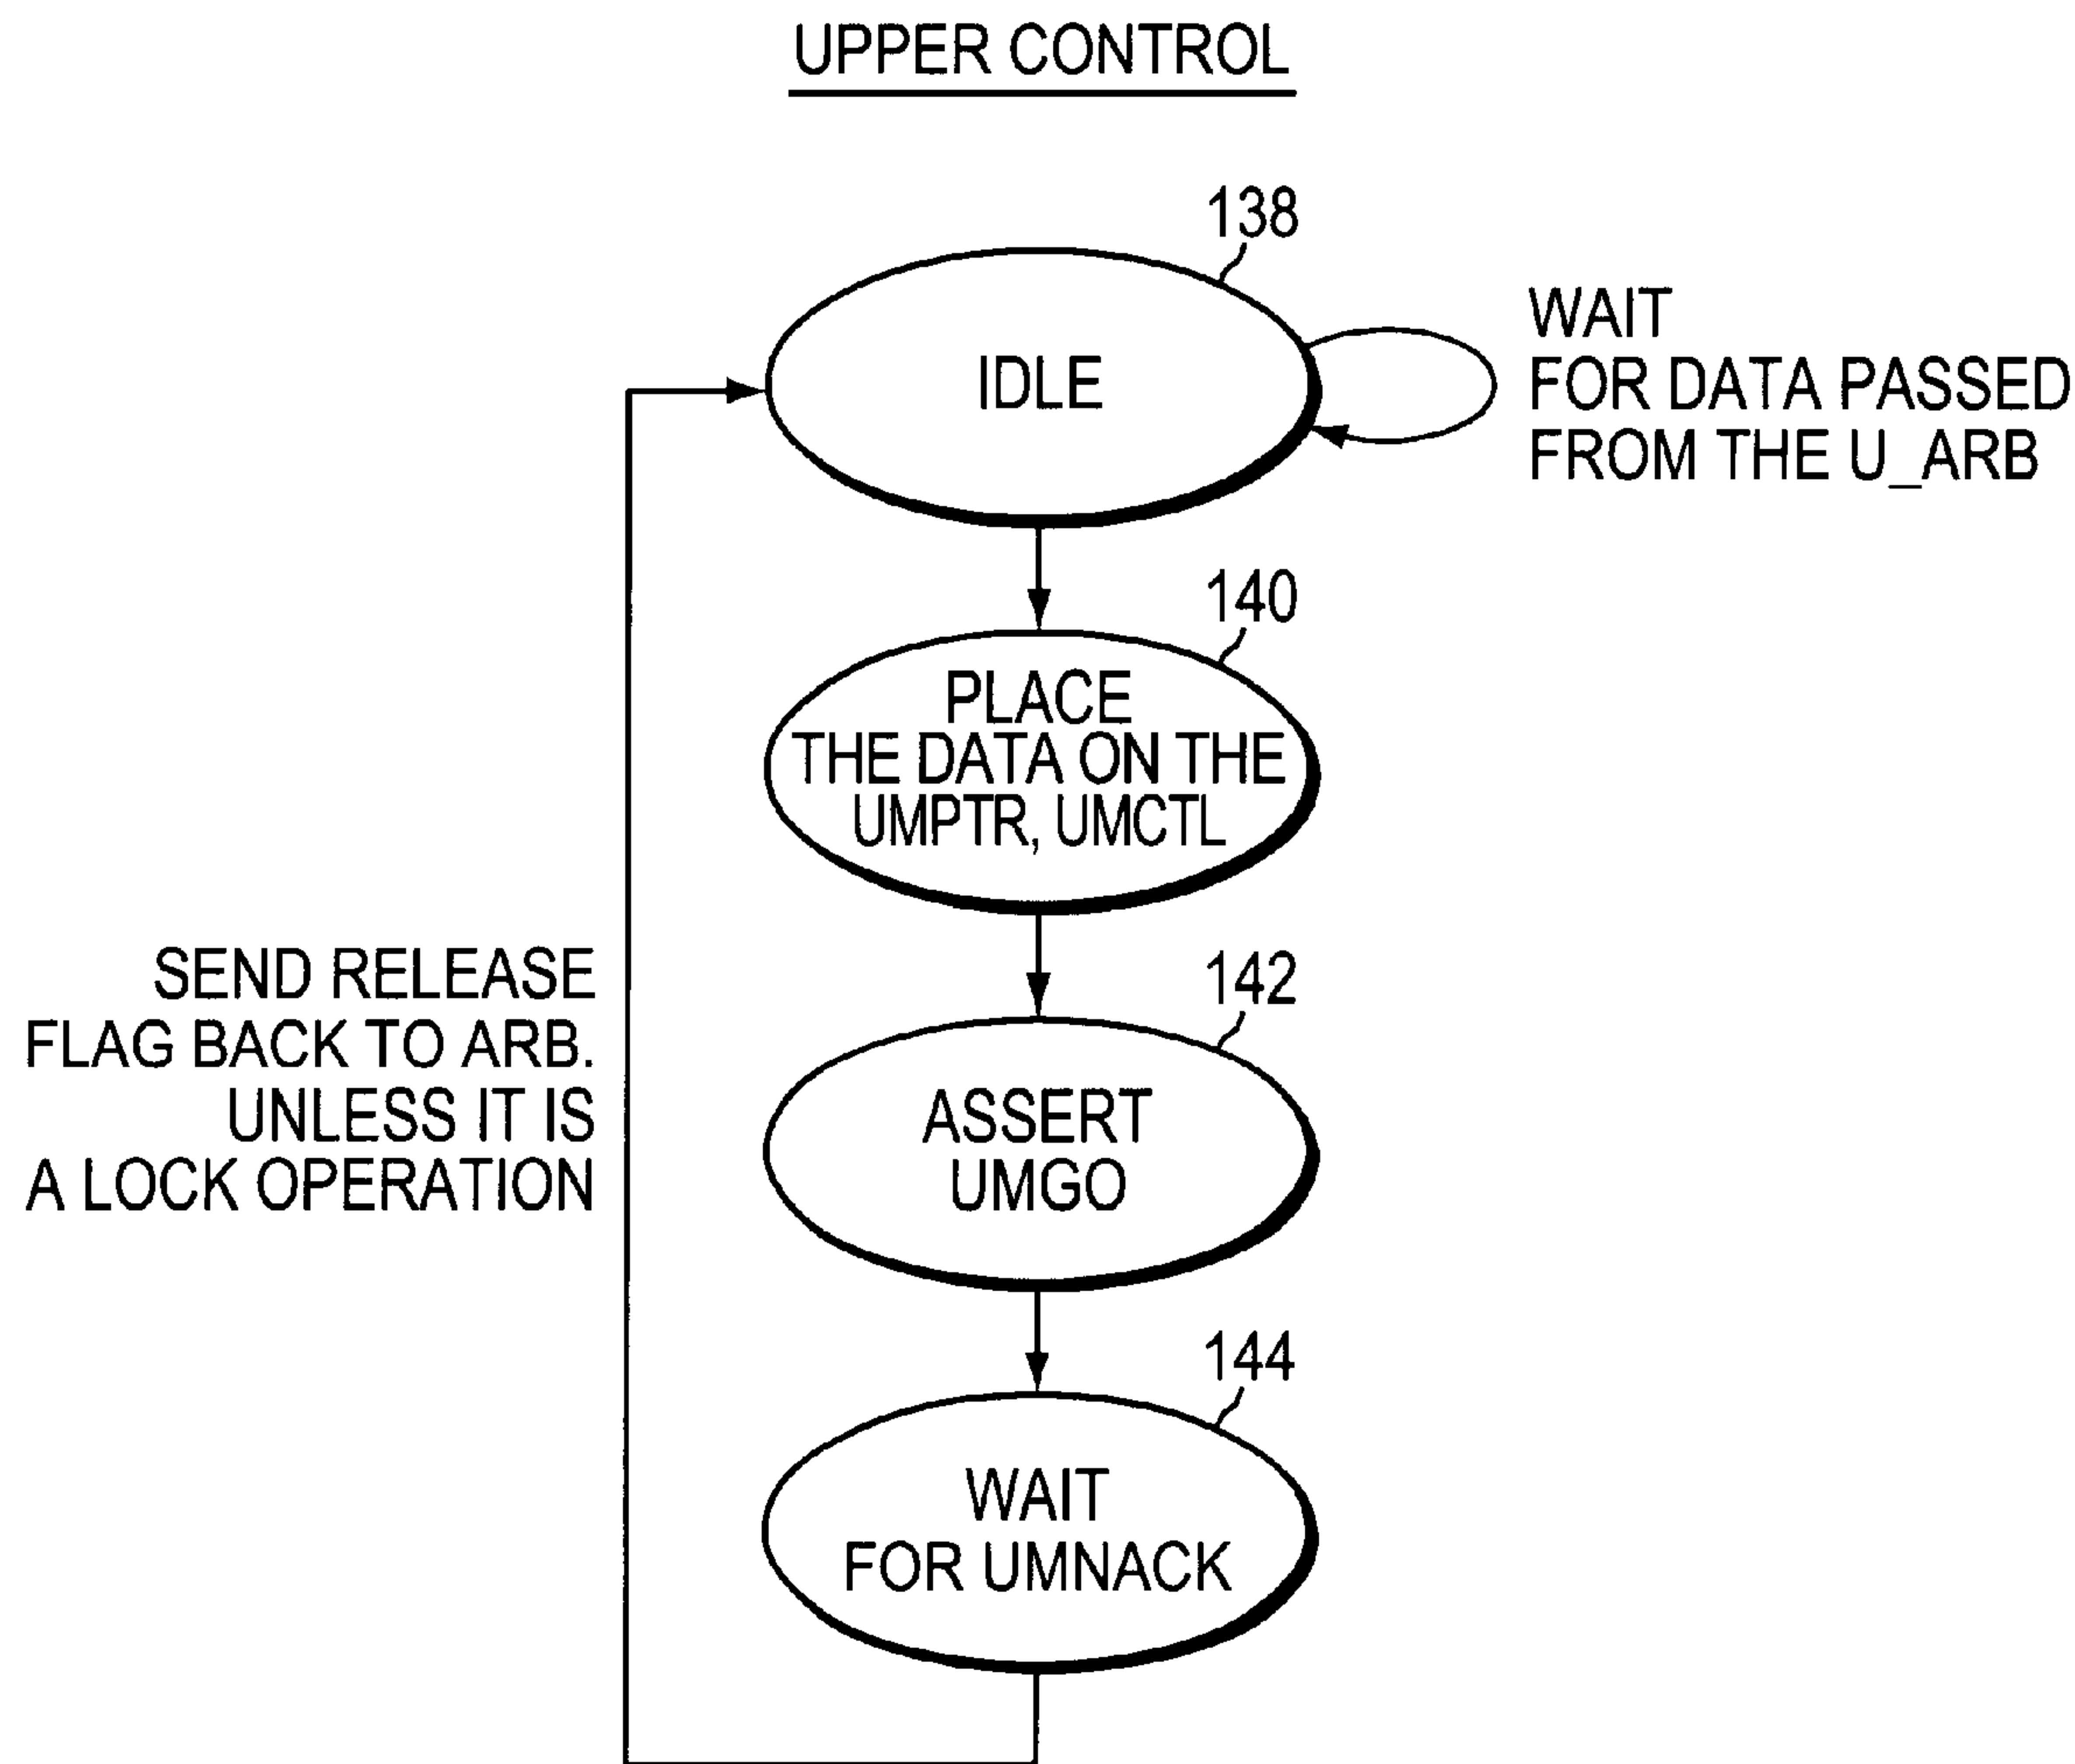 UPPER CONTROL
138
IDLE
WAIT
FOR DATA PASSED
FROM THE U_ARB
140
PLACE
THE DATA ON THE
UMPTR, UMCTL
SEND RELEASE
FLAG BACK TO ARB.
UNLESS IT IS
A LOCK OPERATION
142
ASSERT
UMGO
144
WAIT
FOR UMNACK